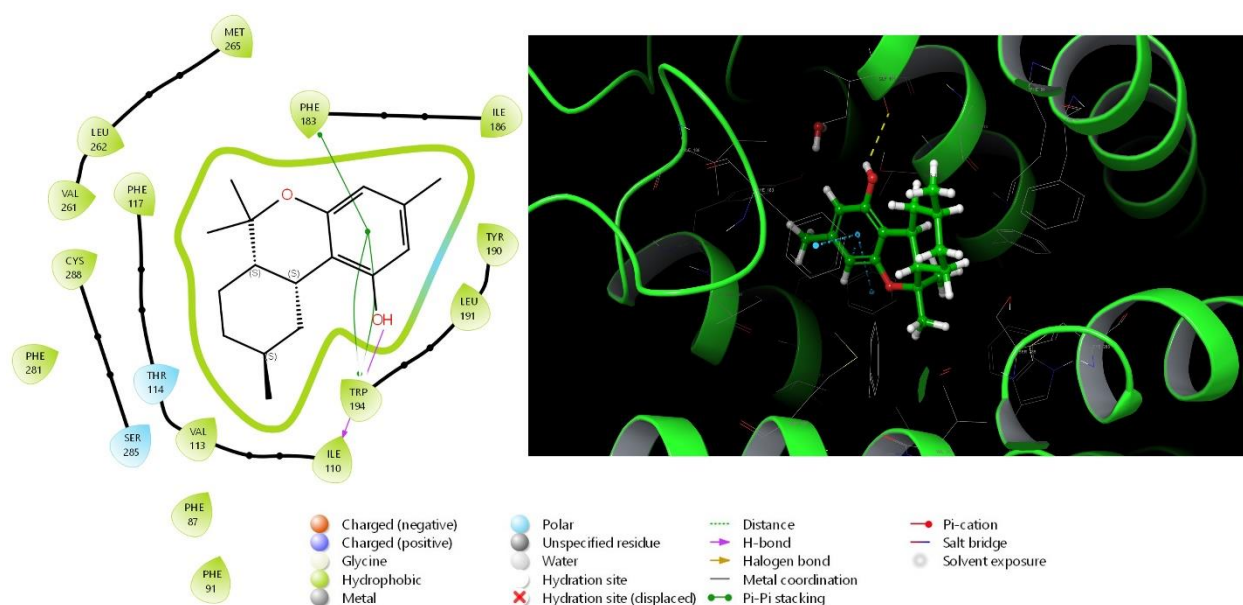 MET
265
PHE
183
ILE
186
LEU
262
VAL
261
PHE
117
O
TYR
190
CYS
288
(S)
(S)
LEU
191
OH
PHE
281
THR
114
(S)
TRP
194
SER
285
VAL
113
ILE
110
PHE
87
PHE
91
Charged (negative)
Charged (positive)
Glycine
Hydrophobic
Metal
Polar
Unspecified residue
Water
Hydration site
Hydration site (displaced)
Distance
H-bond
Halogen bond
Metal coordination
Pi-Pi stacking
Pi-cation
Salt bridge
Solvent exposure